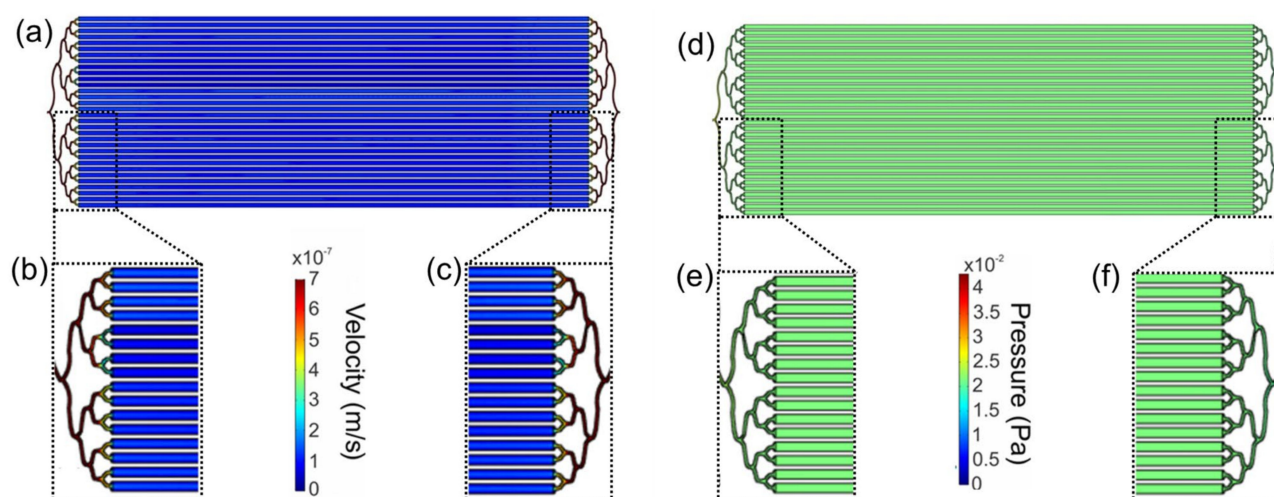 (a)
(d)
(b)
x10⁻⁷
7
6
5
4
3
2
1
0
Velocity (m/s)
(c)
(e)
x10⁻²
4
3.5
3
2.5
2
1.5
1
0.5
0
Pressure (Pa)
(f)